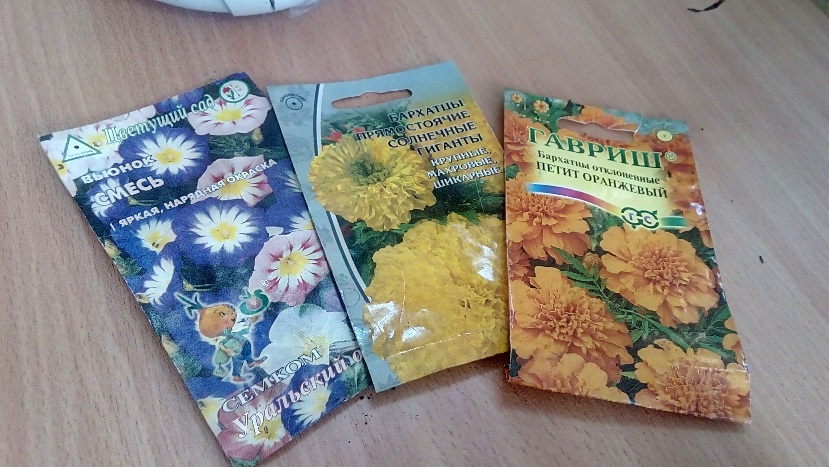 Цветущий сад
ВЬЮНОК
СМЕСЬ
ЯРКАЯ, НАРЯДНАЯ ОКРАСКА
СЕМКОМ
Уральский
БАРХАТЦЫ
ПРЯМОСТОЯЧИЕ
СОЛНЕЧНЫЕ
ГИГАНТЫ
КРУПНЫЕ,
МАХРОВЫЕ,
ШИКАРНЫЕ
ГАВРИШ®
Бархатцы отклоненные
ПЕТИТ ОРАНЖЕВЫЙ